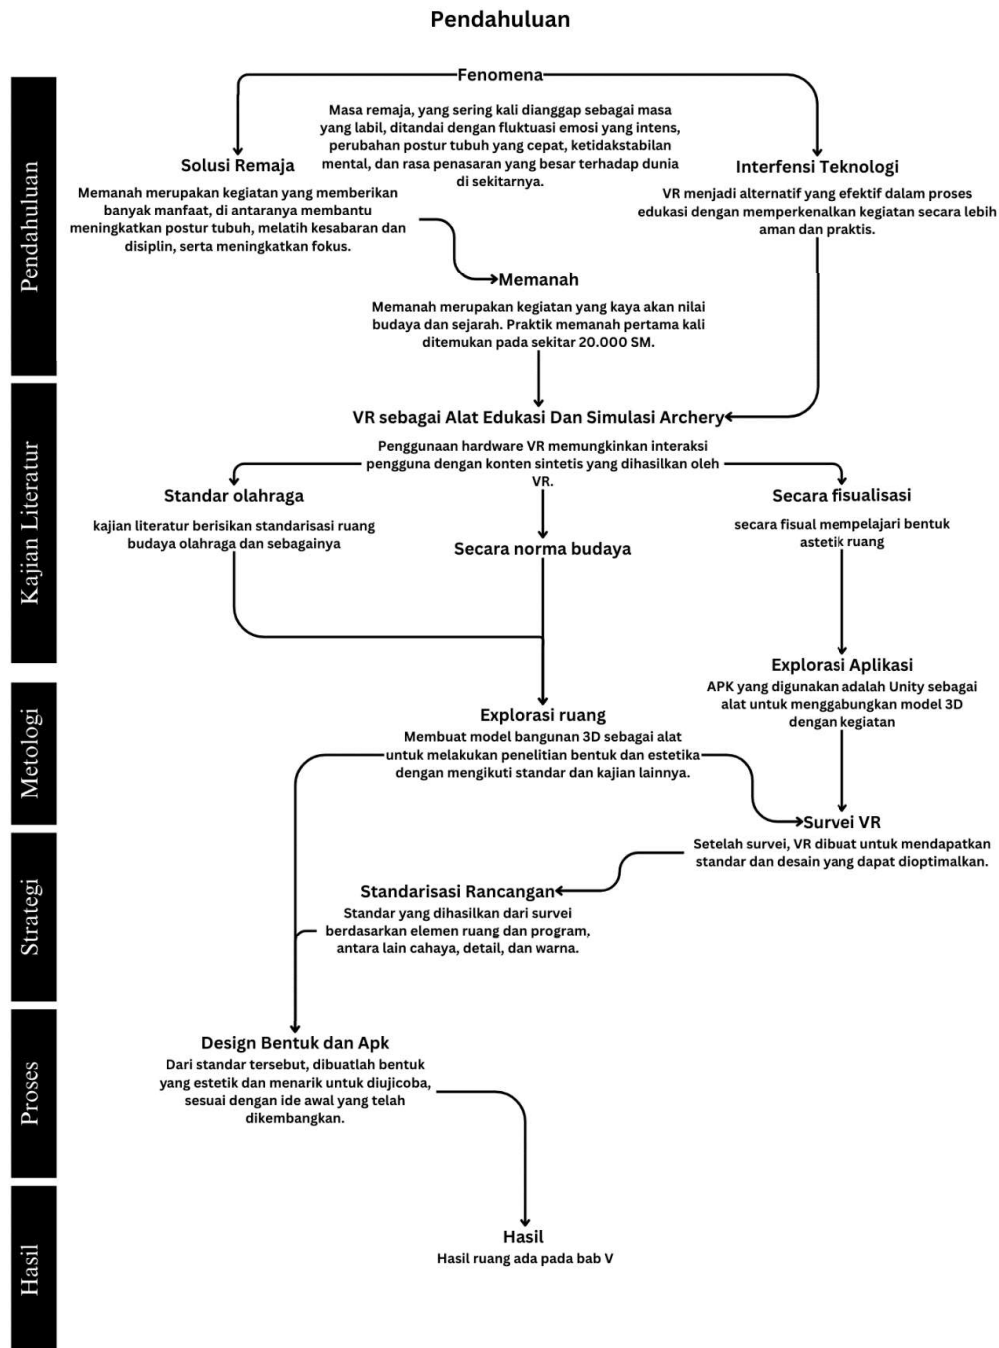 Pendahuluan
Pendahuluan
Fenomena
Masa remaja, yang sering kali dianggap sebagai masa
yang labil, ditandai dengan fluktuasi emosi yang intens,
perubahan postur tubuh yang cepat, ketidakstabilan
mental, dan rasa penasaran yang besar terhadap dunia
di sekitarnya.
Solusi Remaja
Memanah merupakan kegiatan yang memberikan
banyak manfaat, di antaranya membantu
meningkatkan postur tubuh, melatih kesabaran dan
disiplin, serta meningkatkan fokus.
Interfensi Teknologi
VR menjadi alternatif yang efektif dalam proses
edukasi dengan memperkenalkan kegiatan secara lebih
aman dan praktis.
Memanah
Memanah merupakan kegiatan yang kaya akan nilai
budaya dan sejarah. Praktik memanah pertama kali
ditemukan pada sekitar 20.000 SM.
Kajian Literatur
VR sebagai Alat Edukasi Dan Simulasi Archery
Penggunaan hardware VR memungkinkan interaksi
pengguna dengan konten sintetis yang dihasilkan oleh
VR.
Standar olahraga
kajian literatur berisikan standarisasi ruang
budaya olahraga dan sebagainya
Secara norma budaya
Secara fisualisasi
secara fisual mempelajari bentuk
astetik ruang
Explorasi Aplikasi
APK yang digunakan adalah Unity sebagai
alat untuk menggabungkan model 3D
dengan kegiatan
Metologi
Explorasi ruang
Membuat model bangunan 3D sebagai alat
untuk melakukan penelitian bentuk dan estetika
dengan mengikuti standar dan kajian lainnya.
Survei VR
Setelah survei, VR dibuat untuk mendapatkan
standar dan desain yang dapat dioptimalkan.
Strategi
Standarisasi Rancangan
Standar yang dihasilkan dari survei
berdasarkan elemen ruang dan program,
antara lain cahaya, detail, dan warna.
Proses
Design Bentuk dan Apk
Dari standar tersebut, dibuatlah bentuk
yang estetik dan menarik untuk diujicoba,
sesuai dengan ide awal yang telah
dikembangkan.
Hasil
Hasil
Hasil ruang ada pada bab V